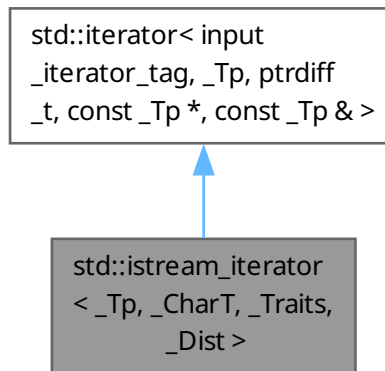 std::iterator< input
_iterator_tag, _Tp, ptrdiff
_t, const _Tp *, const _Tp & >
std::istream_iterator
< _Tp, _CharT, _Traits,
_Dist >